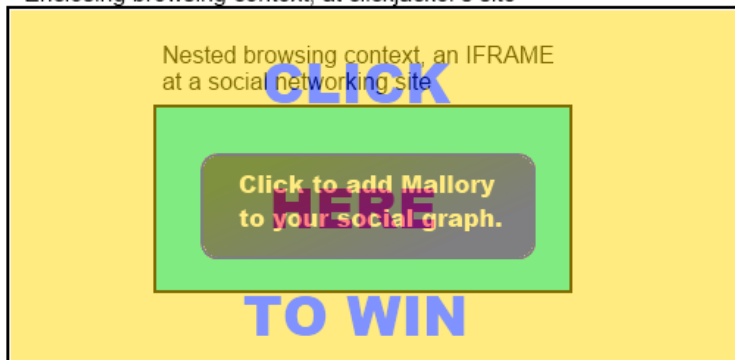 Enclosing browsing context, at clickjacker's site
Nested browsing context, an IFRAME
at a social networking site
CLICK
Click to add Mallory
HERE
to your social graph.
TO WIN